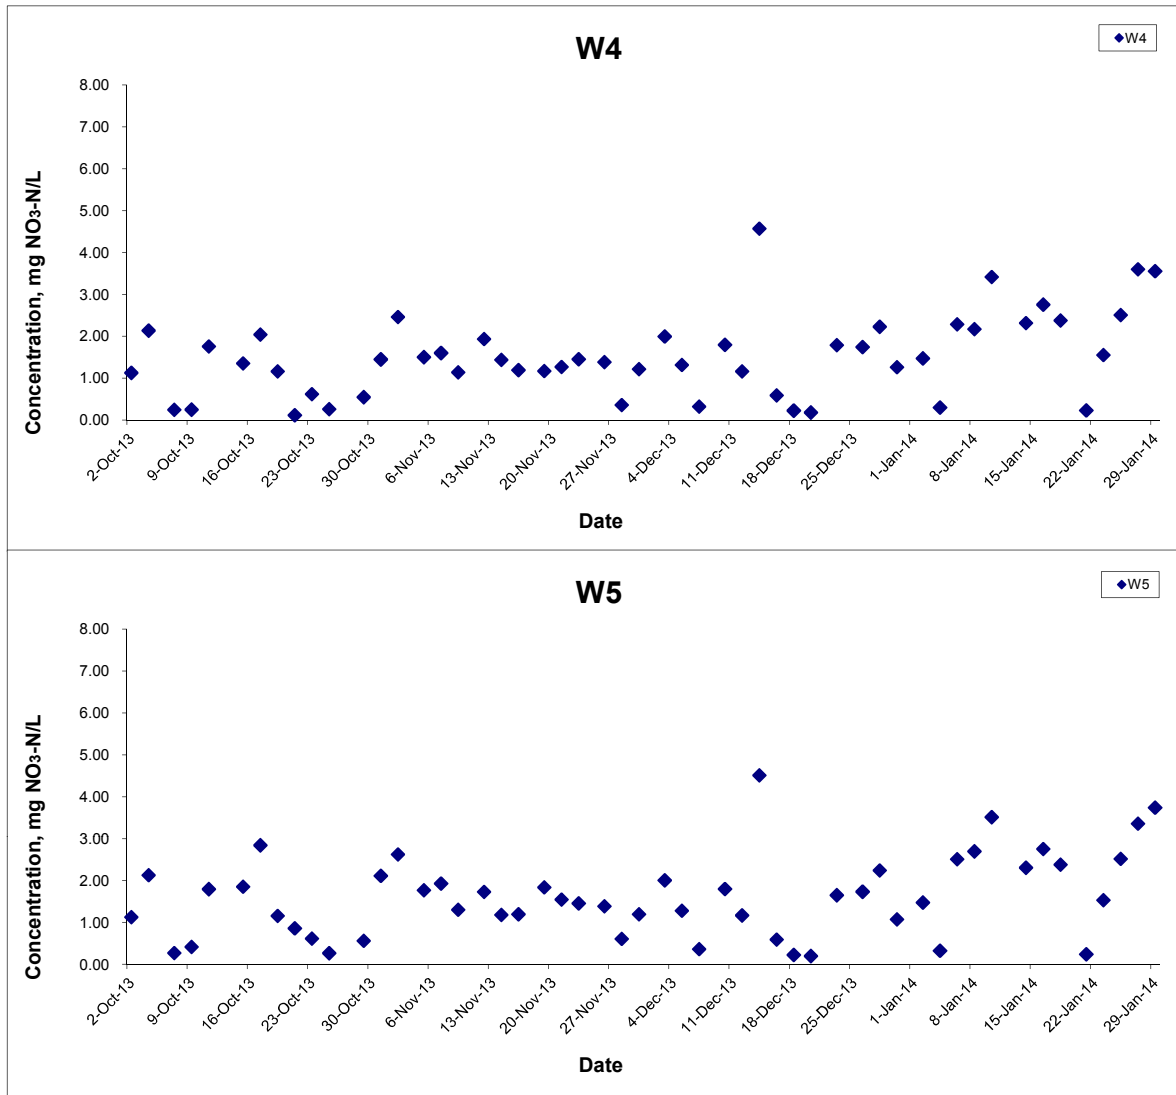 W4
W4
8.00
7.00
6.00
5.00
4.00
3.00
2.00
1.00
0.00
Concentration, mg NO3-N/L
2-Oct-13 9-Oct-13 16-Oct-13 23-Oct-13 30-Oct-13 6-Nov-13 13-Nov-13 20-Nov-13 27-Nov-13 4-Dec-13 11-Dec-13 18-Dec-13 25-Dec-13 1-Jan-14 8-Jan-14 15-Jan-14 22-Jan-14 29-Jan-14
Date
W5
W5
8.00
7.00
6.00
5.00
4.00
3.00
2.00
1.00
0.00
Concentration, mg NO3-N/L
2-Oct-13 9-Oct-13 16-Oct-13 23-Oct-13 30-Oct-13 6-Nov-13 13-Nov-13 20-Nov-13 27-Nov-13 4-Dec-13 11-Dec-13 18-Dec-13 25-Dec-13 1-Jan-14 8-Jan-14 15-Jan-14 22-Jan-14 29-Jan-14
Date